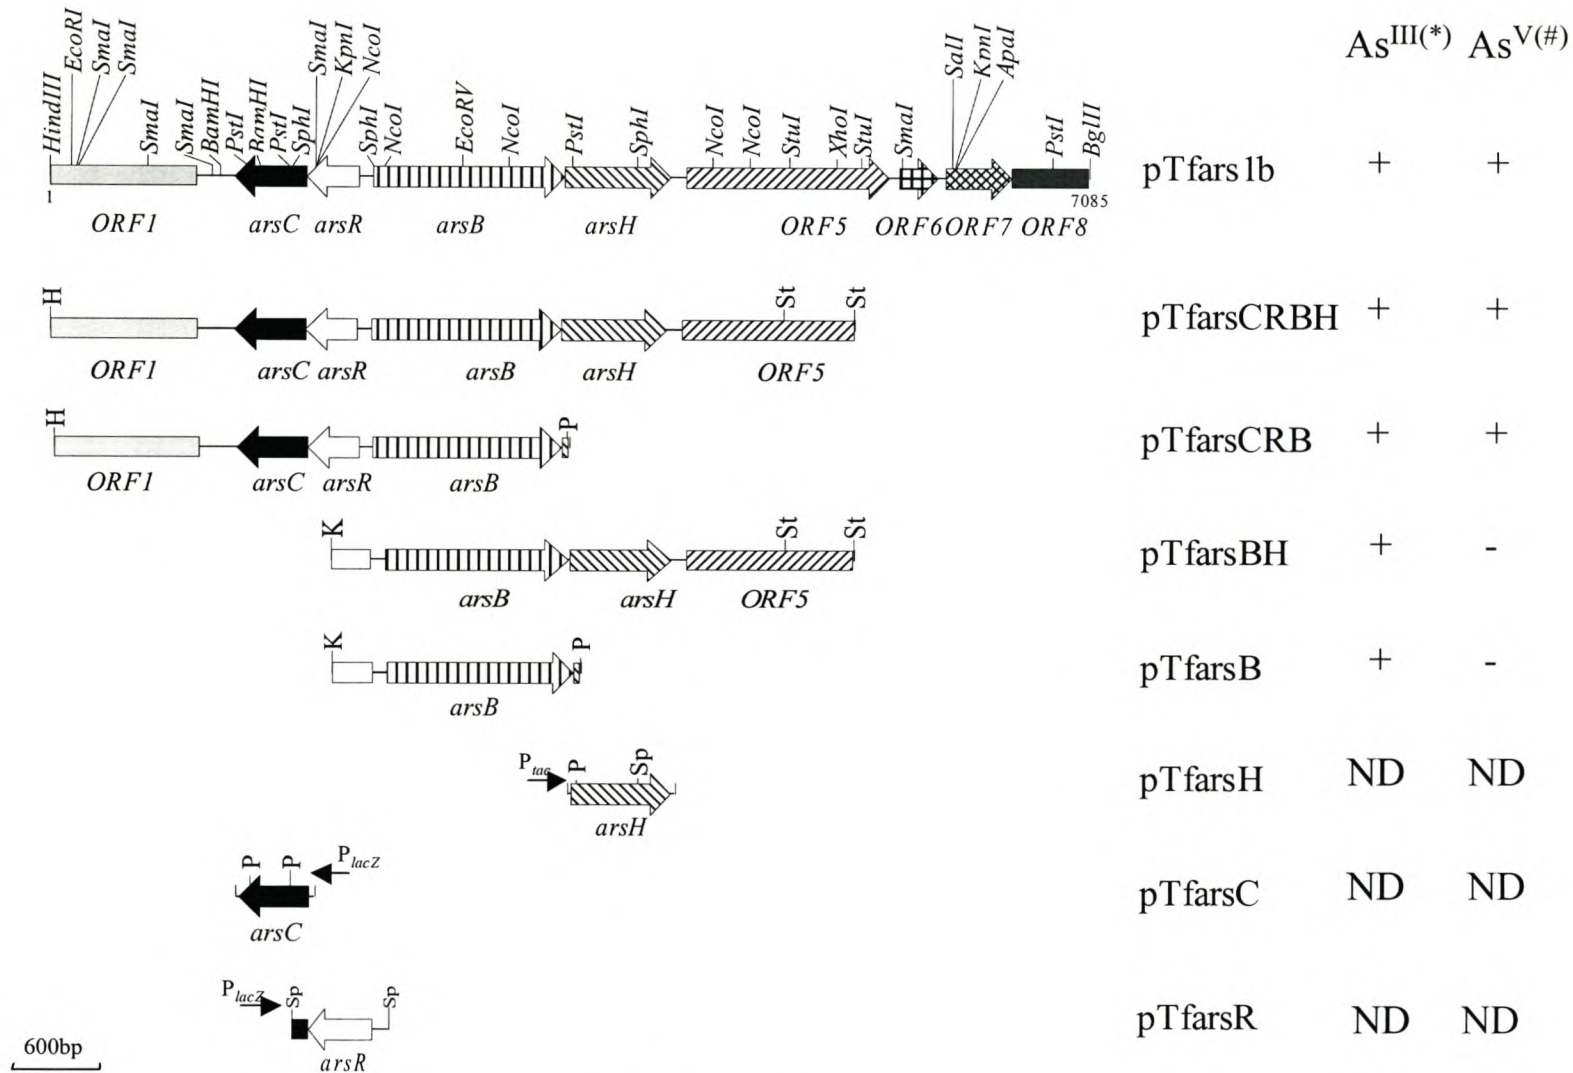 As^III(*) As^V(#)
HindIII EcoRI SmaI SmaI SmaI SmaI BamHI PstI BamHI PstI SphI SmaI KpnI NcoI SphI NcoI EcoRV NcoI PstI SphI NcoI NcoI StuI XhoI StuI SmaI SalI KpnI ApaI PstI BglII
pTfars1b + +
1 7085
ORF1 arsC arsR arsB arsH ORF5 ORF6 ORF7 ORF8
H St St
pTfarsCRBH + +
ORF1 arsC arsR arsB arsH ORF5
H P
pTfarsCRB + +
ORF1 arsC arsR arsB
K St St
pTfarsBH + -
arsB arsH ORF5
K P
pTfarsB + -
arsB
Ptac P Sp
pTfarsH ND ND
arsH
P P PlacZ
pTfarsC ND ND
arsC
PlacZ Sp Sp
pTfarsR ND ND
arsR
600bp